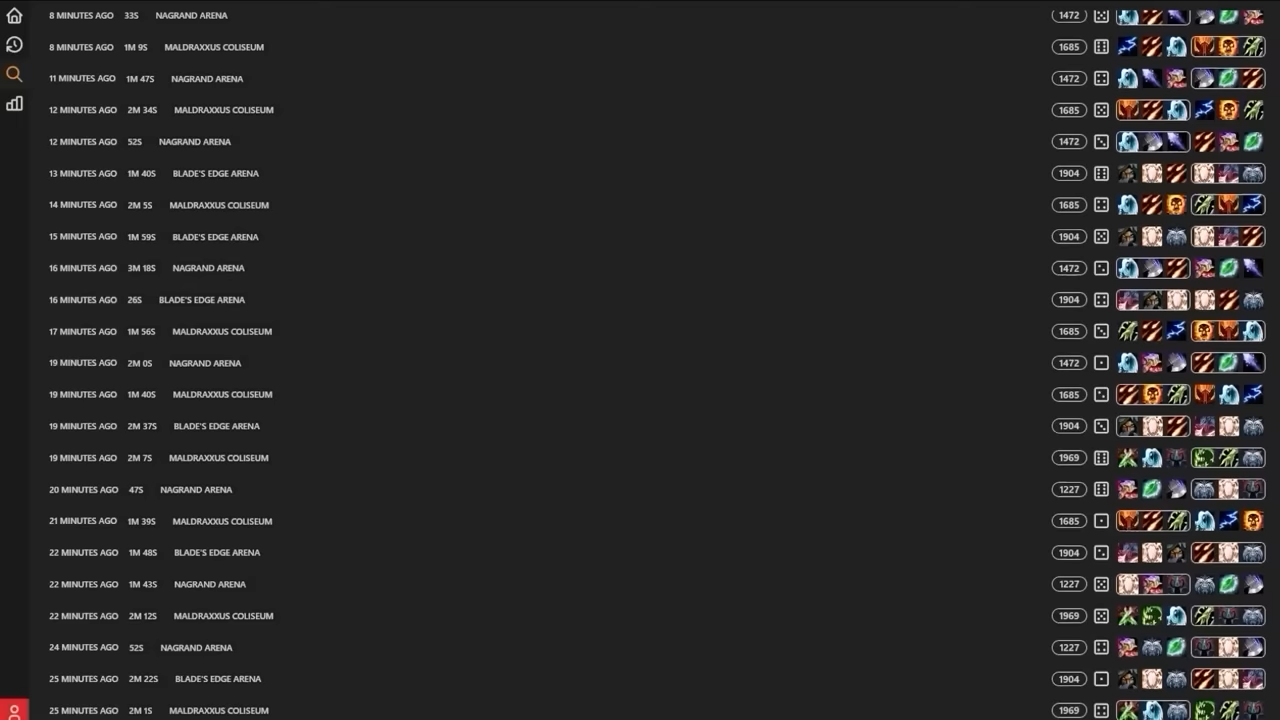 8 MINUTES AGO 33S NAGRAND ARENA 1472
8 MINUTES AGO 1M 9S MALDRAXXUS COLISEUM 1685
11 MINUTES AGO 1M 47S NAGRAND ARENA 1472
12 MINUTES AGO 2M 34S MALDRAXXUS COLISEUM 1685
12 MINUTES AGO 52S NAGRAND ARENA 1472
13 MINUTES AGO 1M 40S BLADE'S EDGE ARENA 1904
14 MINUTES AGO 2M 5S MALDRAXXUS COLISEUM 1685
15 MINUTES AGO 1M 59S BLADE'S EDGE ARENA 1904
16 MINUTES AGO 3M 18S NAGRAND ARENA 1472
16 MINUTES AGO 26S BLADE'S EDGE ARENA 1904
17 MINUTES AGO 1M 56S MALDRAXXUS COLISEUM 1685
19 MINUTES AGO 2M 0S NAGRAND ARENA 1472
19 MINUTES AGO 1M 40S MALDRAXXUS COLISEUM 1685
19 MINUTES AGO 2M 37S BLADE'S EDGE ARENA 1904
19 MINUTES AGO 2M 7S MALDRAXXUS COLISEUM 1969
20 MINUTES AGO 47S NAGRAND ARENA 1227
21 MINUTES AGO 1M 39S MALDRAXXUS COLISEUM 1685
22 MINUTES AGO 1M 48S BLADE'S EDGE ARENA 1904
22 MINUTES AGO 1M 43S NAGRAND ARENA 1227
22 MINUTES AGO 2M 12S MALDRAXXUS COLISEUM 1969
24 MINUTES AGO 52S NAGRAND ARENA 1227
25 MINUTES AGO 2M 22S BLADE'S EDGE ARENA 1904
25 MINUTES AGO 2M 1S MALDRAXXUS COLISEUM 1969